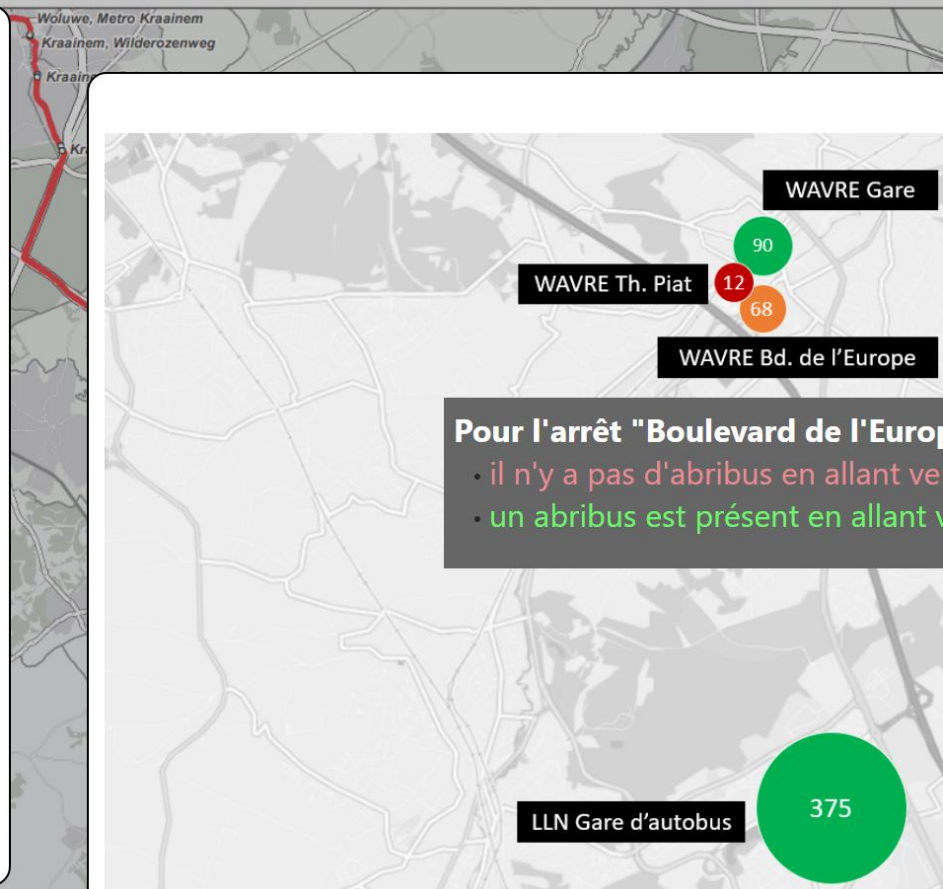 Woluwe, Metro Kraainem
Kraainem, Wilderozenweg
WAVRE Gare
90
WAVRE Th. Piat
12
68
WAVRE Bd. de l'Europe
Pour l'arrêt "Boulevard de l'Europ
• il n'y a pas d'abribus en allant ve
• un abribus est présent en allant v
LLN Gare d'autobus
375